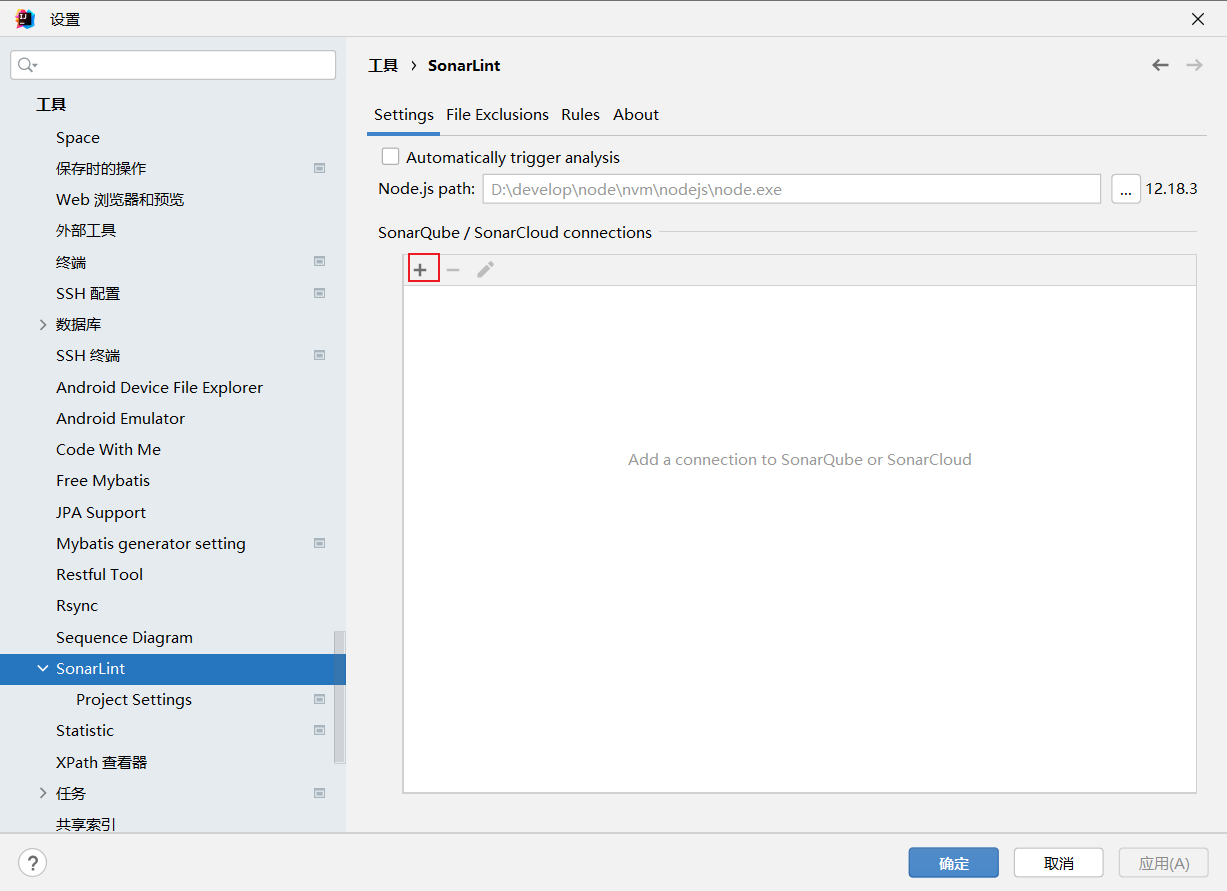 设置
工具
Space
保存时的操作
Web 浏览器和预览
外部工具
终端
SSH 配置
数据库
SSH 终端
Android Device File Explorer
Android Emulator
Code With Me
Free Mybatis
JPA Support
Mybatis generator setting
Restful Tool
Rsync
Sequence Diagram
SonarLint
Project Settings
Statistic
XPath 查看器
任务
共享索引
工具 › SonarLint
Settings File Exclusions Rules About
Automatically trigger analysis
Node.js path: D:\develop\node\nvm\nodejs\node.exe ... 12.18.3
SonarQube / SonarCloud connections
Add a connection to SonarQube or SonarCloud
? 确定 取消 应用(A)